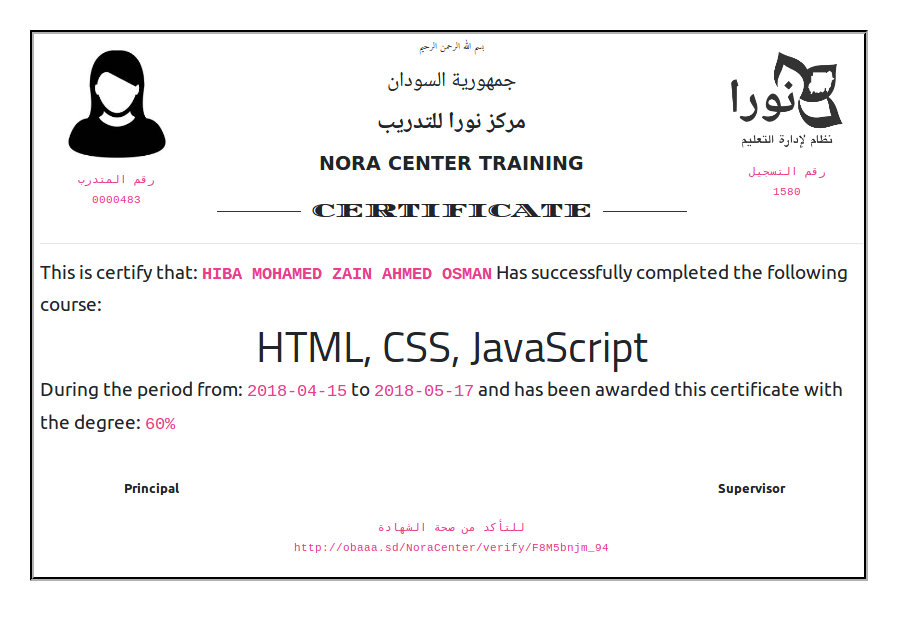 بسم الله الرحمن الرحيم
جمهورية السودان
مركز نورا للتدريب
NORA CENTER TRAINING
CERTIFICATE
نورا
نظام لإدارة التعليم
رقم التسجيل
1580
رقم المتدرب
0000483
This is certify that: HIBA MOHAMED ZAIN AHMED OSMAN Has successfully completed the following
course:
HTML, CSS, JavaScript
During the period from: 2018-04-15 to 2018-05-17 and has been awarded this certificate with
the degree: 60%
Principal
Supervisor
للتأكد من صحة الشهادة
http://obaaa.sd/NoraCenter/verify/F8M5bnjm_94